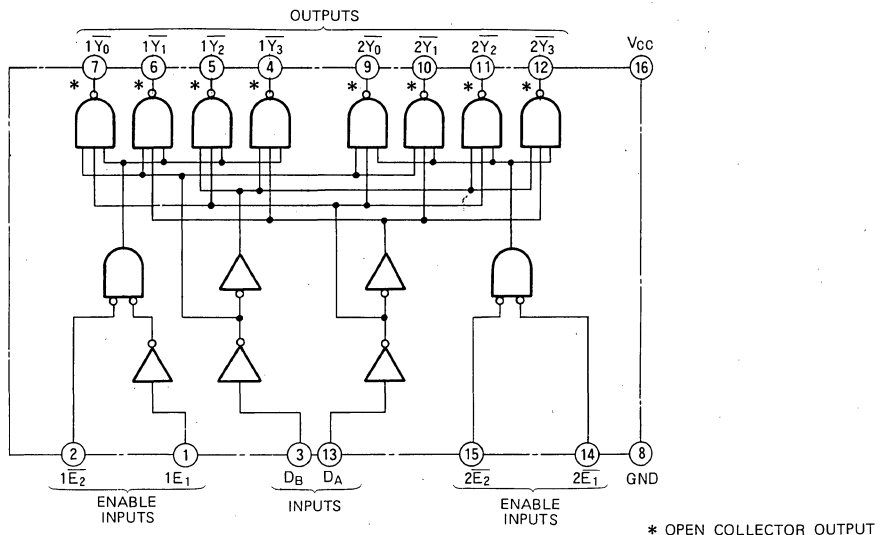 OUTPUTS
1Y̅₀ 1Y̅₁ 1Y̅₂ 1Y̅₃ 2Y̅₀ 2Y̅₁ 2Y̅₂ 2Y̅₃ VCC
7 6 5 4 9 10 11 12 16
* * * * * * * *
2 1 3 13 15 14 8
1E̅₂ 1E₁ DB DA 2E̅₂ 2E̅₁ GND
ENABLE
INPUTS
INPUTS
ENABLE
INPUTS
* OPEN COLLECTOR OUTPUT